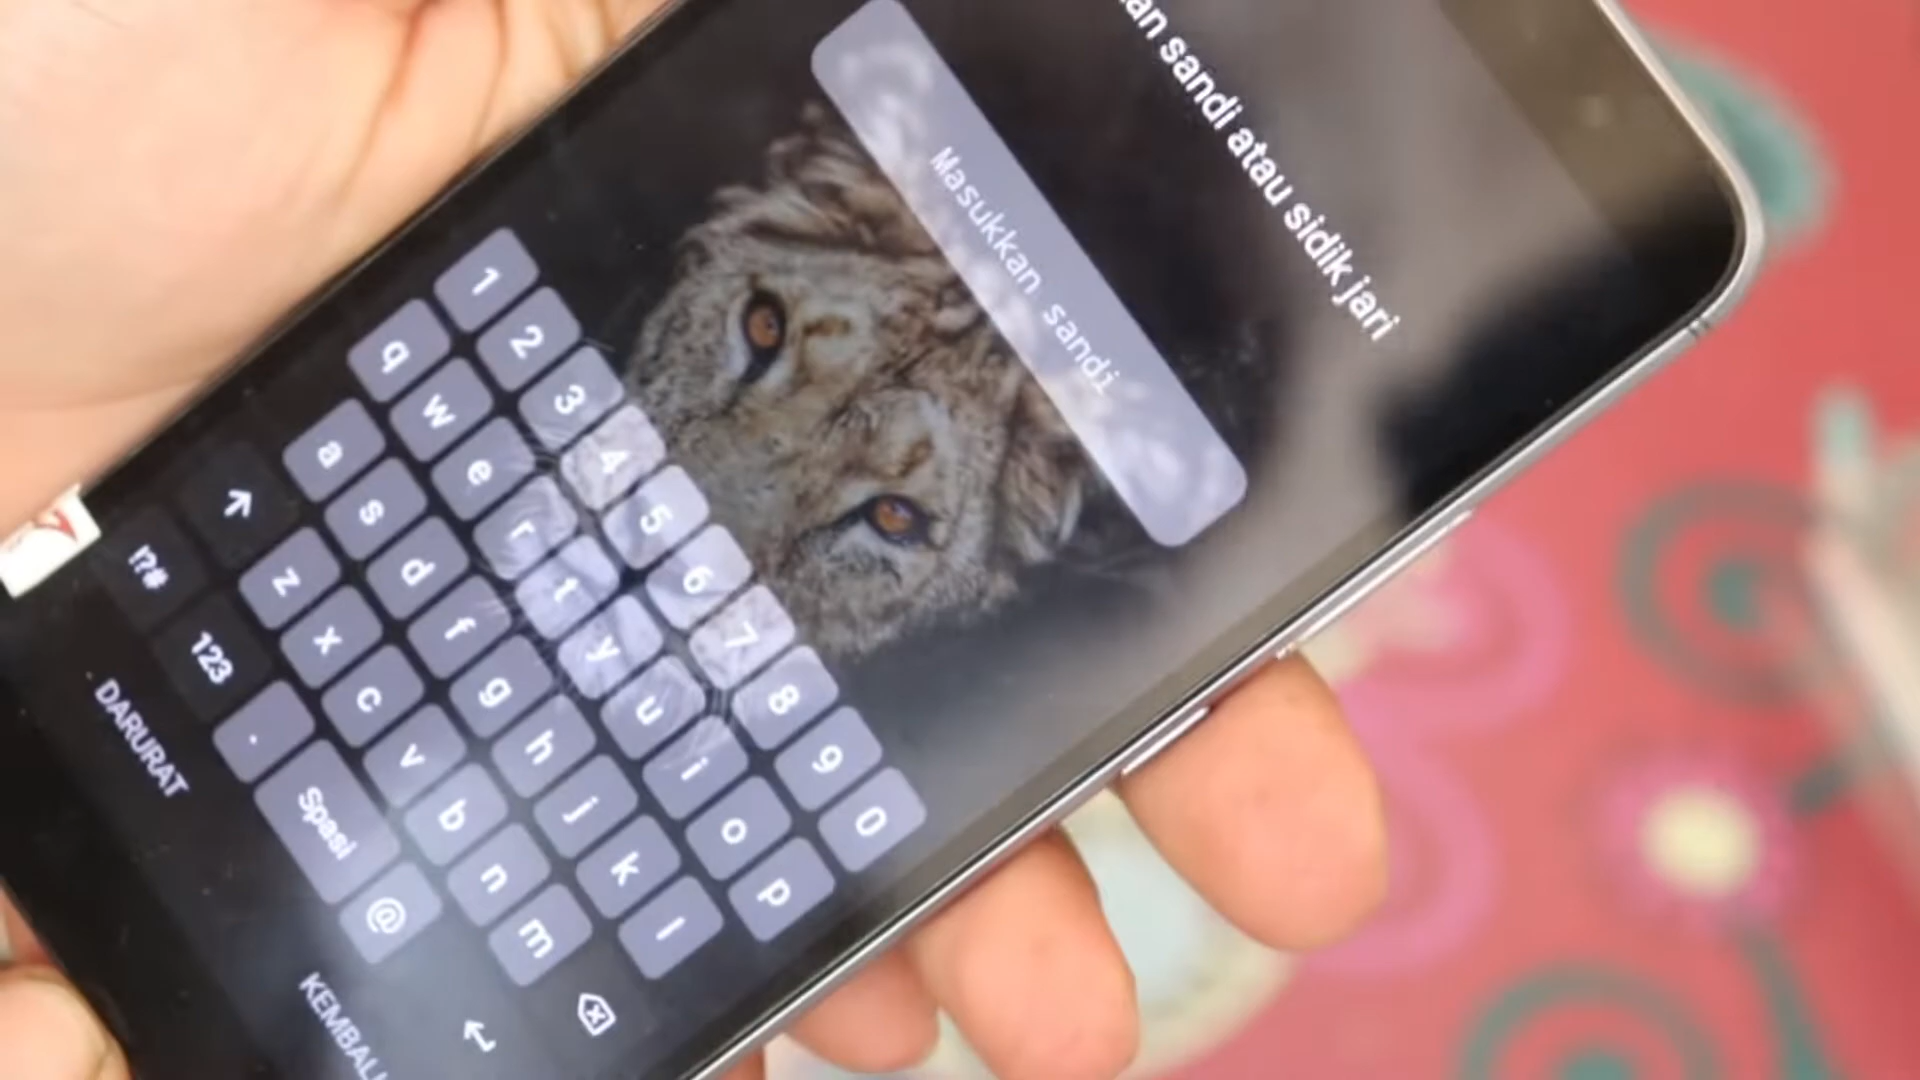 sandi atau sidik jari
Masukkan sandi
1 2 3 4 5 6 7 8 9 0
q w e r t y u i o p
a s d f g h j k l
z x c v b n m
!?# 123 . Spasi @
DARURAT KEMBALI